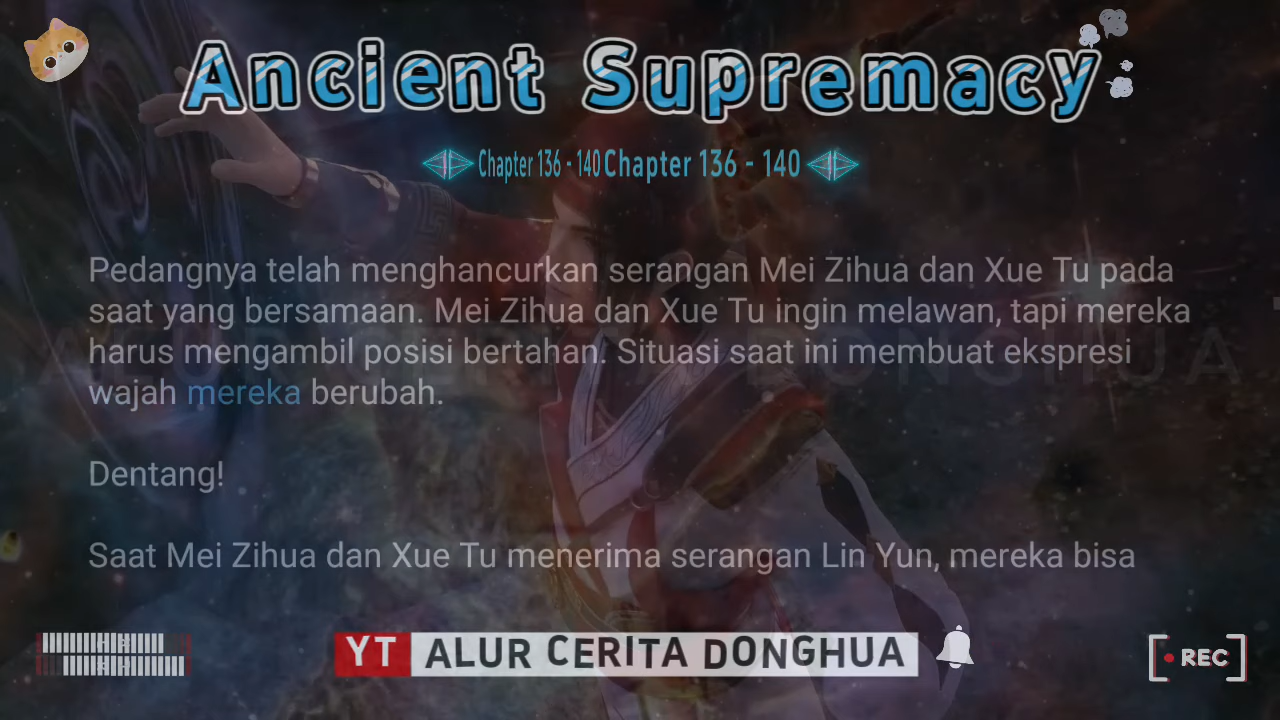 Ancient Supremacy
Chapter 136 - 140 Chapter 136 - 140
Pedangnya telah menghancurkan serangan Mei Zihua dan Xue Tu pada
saat yang bersamaan. Mei Zihua dan Xue Tu ingin melawan, tapi mereka
harus mengambil posisi bertahan. Situasi saat ini membuat ekspresi
wajah mereka berubah.
Dentang!
Saat Mei Zihua dan Xue Tu menerima serangan Lin Yun, mereka bisa
YT ALUR CERITA DONGHUA
REC